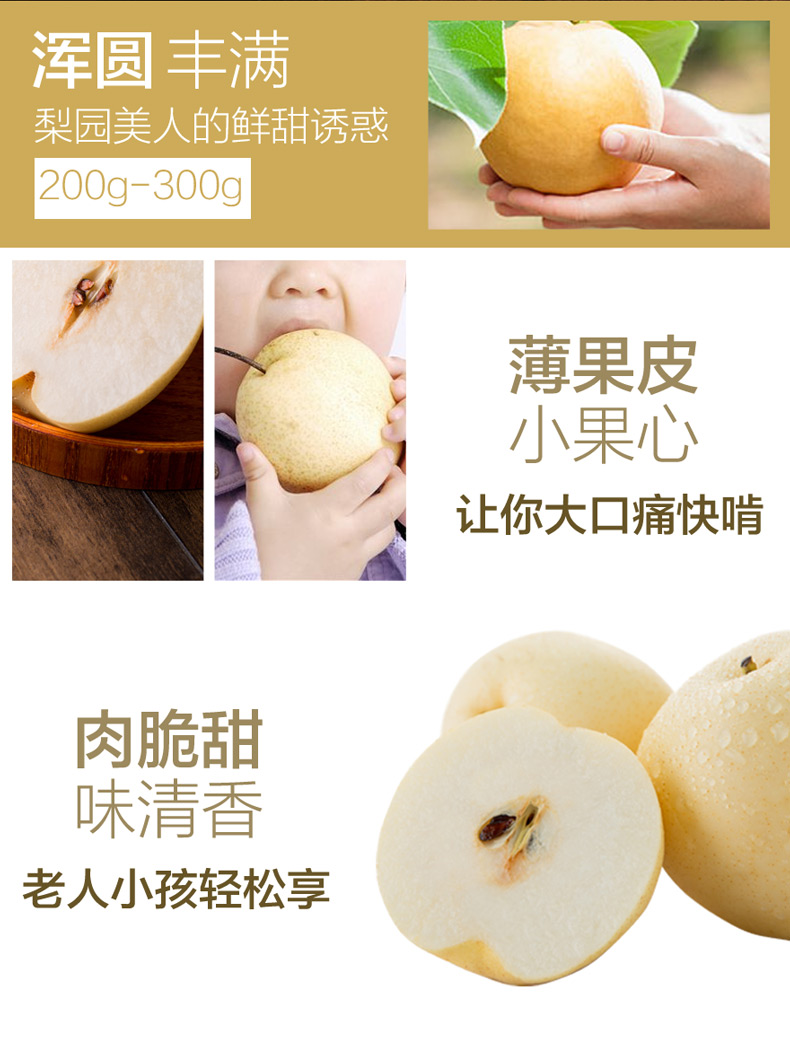 浑圆 丰满
梨园美人的鲜甜诱惑
200g-300g
薄果皮
小果心
让你大口痛快啃
肉脆甜
味清香
老人小孩轻松享